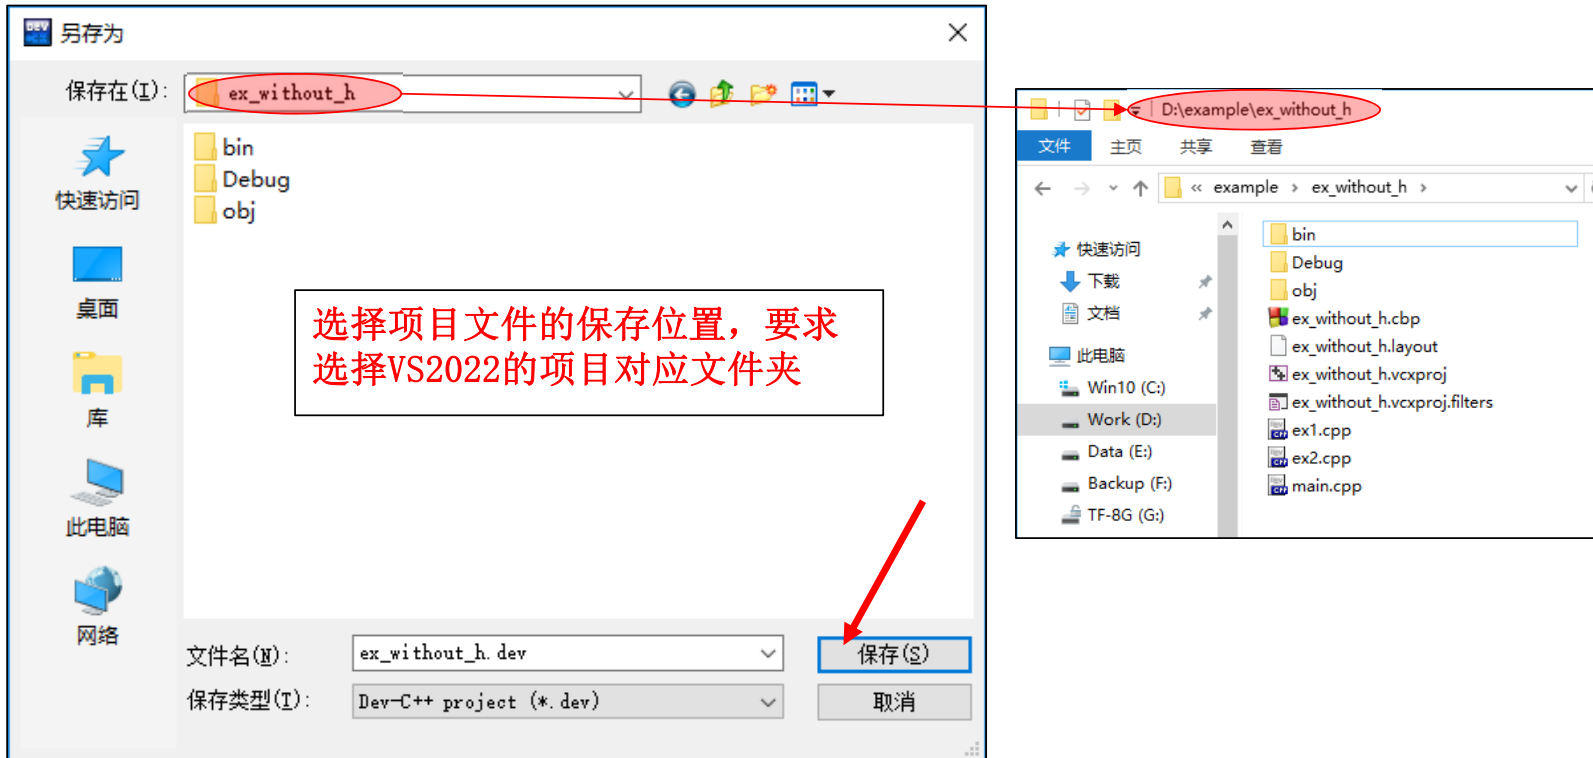 另存为
保存在(I):
ex_without_h
快速访问
桌面
库
此电脑
网络
bin
Debug
obj
选择项目文件的保存位置，要求
选择VS2022的项目对应文件夹
文件名(N):
ex_without_h.dev
保存(S)
保存类型(T):
Dev-C++ project (*.dev)
取消
D:\example\ex_without_h
文件
主页
共享
查看
« example › ex_without_h ›
快速访问
下载
文档
此电脑
Win10 (C:)
Work (D:)
Data (E:)
Backup (F:)
TF-8G (G:)
bin
Debug
obj
ex_without_h.cbp
ex_without_h.layout
ex_without_h.vcxproj
ex_without_h.vcxproj.filters
ex1.cpp
ex2.cpp
main.cpp